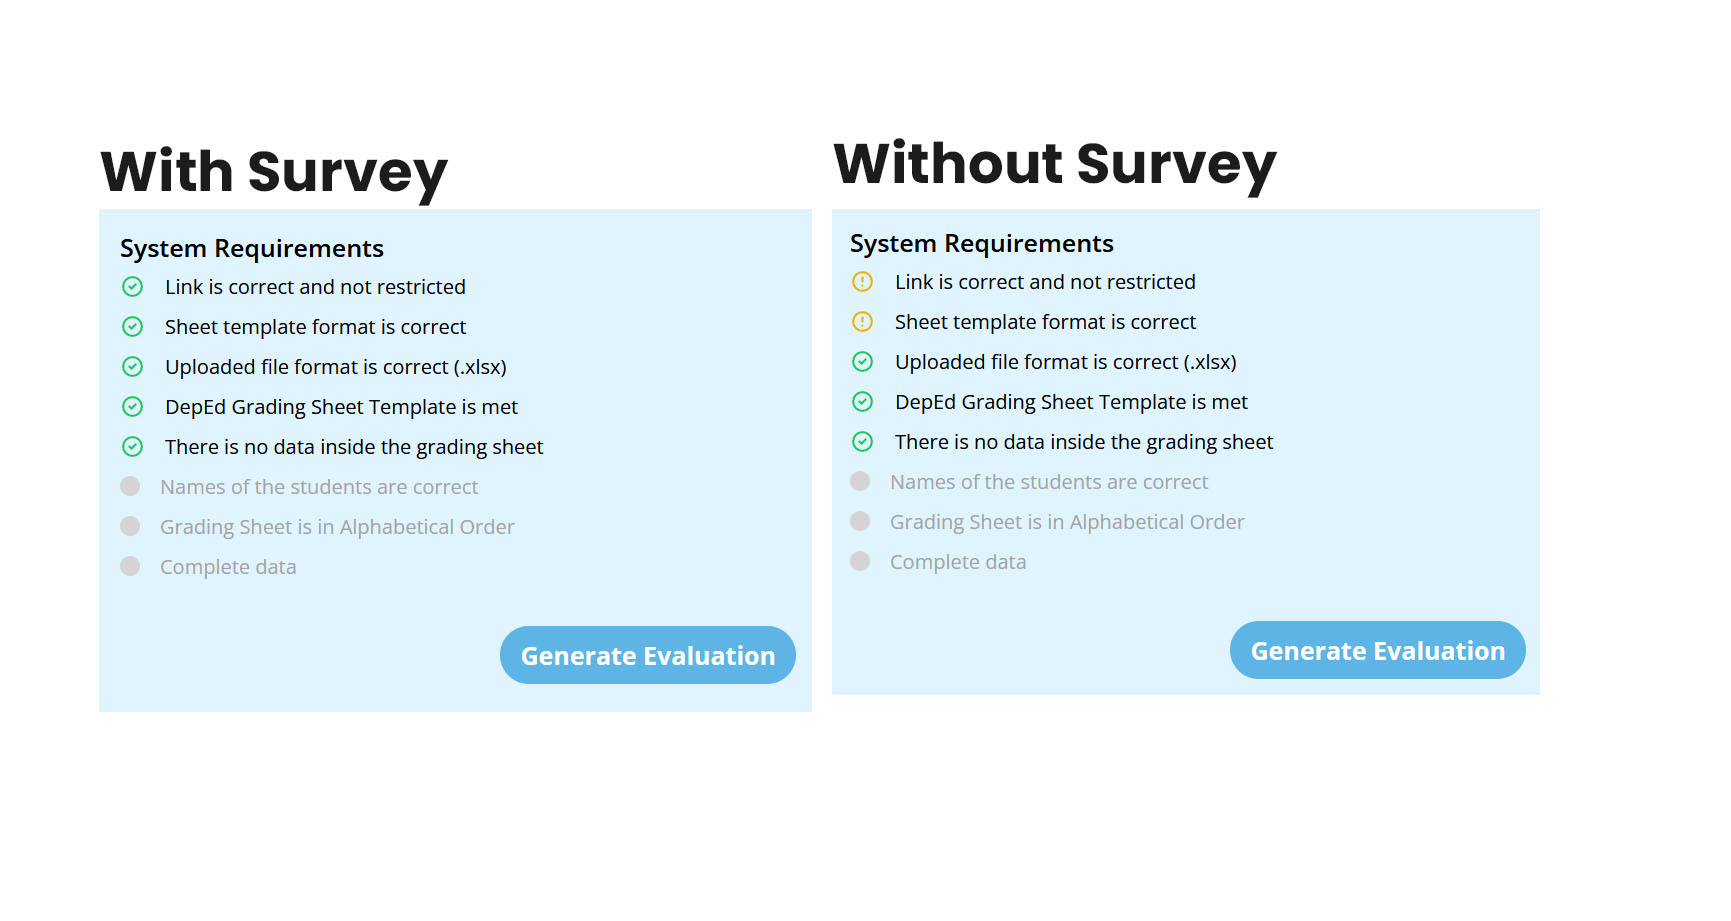 With Survey
System Requirements
Link is correct and not restricted
Sheet template format is correct
Uploaded file format is correct (.xlsx)
DepEd Grading Sheet Template is met
There is no data inside the grading sheet
Names of the students are correct
Grading Sheet is in Alphabetical Order
Complete data
Generate Evaluation
Without Survey
System Requirements
Link is correct and not restricted
Sheet template format is correct
Uploaded file format is correct (.xlsx)
DepEd Grading Sheet Template is met
There is no data inside the grading sheet
Names of the students are correct
Grading Sheet is in Alphabetical Order
Complete data
Generate Evaluation